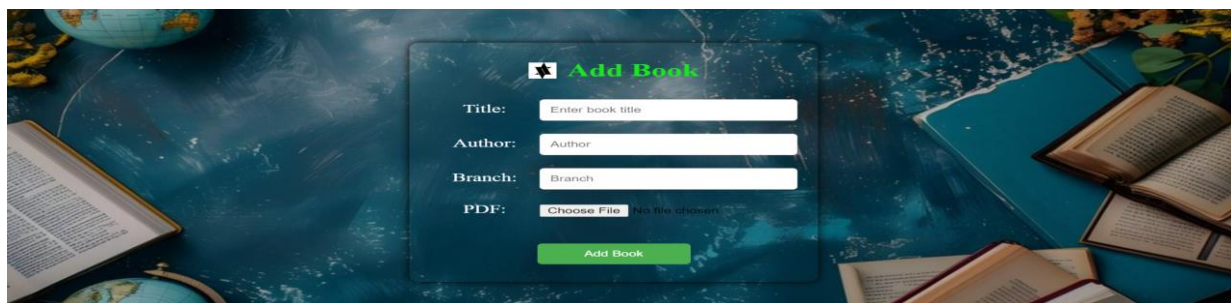 Add Book
Title: Enter book title
Author: Author
Branch: Branch
PDF: Choose File No file chosen
Add Book